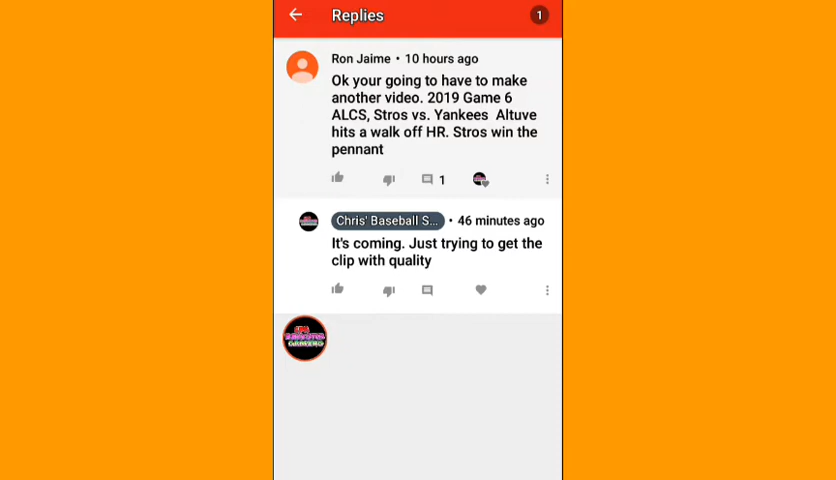 Replies
1
Ron Jaime • 10 hours ago
Ok your going to have to make
another video. 2019 Game 6
ALCS, Stros vs. Yankees Altuve
hits a walk off HR. Stros win the
pennant
1
Chris' Baseball S... • 46 minutes ago
It's coming. Just trying to get the
clip with quality